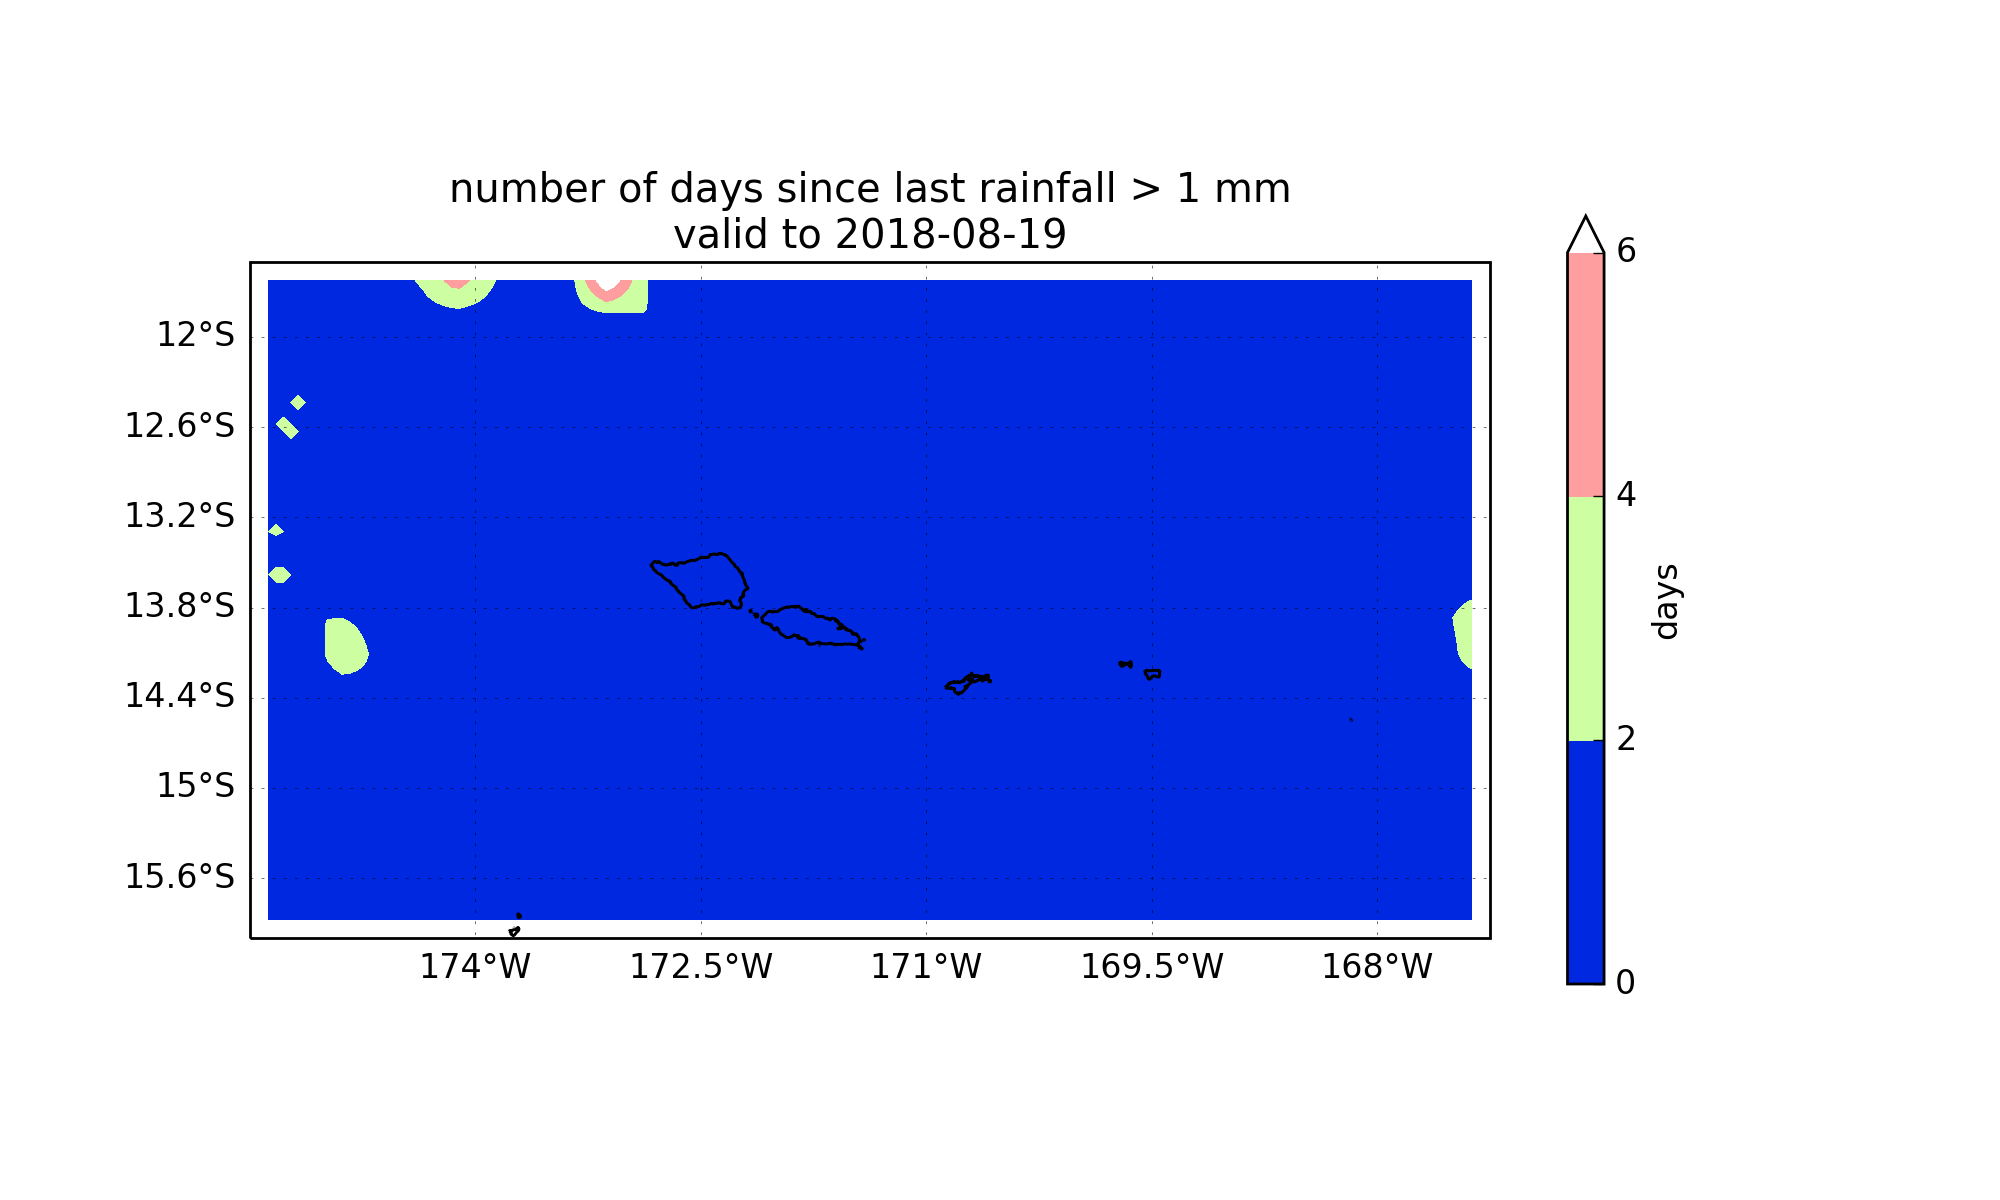 number of days since last rainfall > 1 mm
valid to 2018-08-19
12°S
12.6°S
13.2°S
13.8°S
14.4°S
15°S
15.6°S
174°W 172.5°W 171°W 169.5°W 168°W
6
4
2
0
days